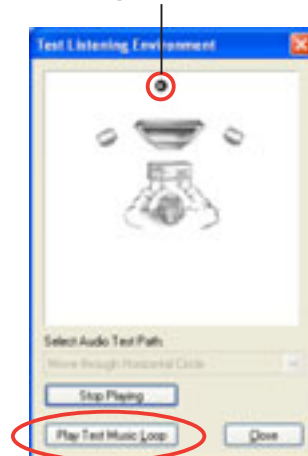 Test Listening Environment
Select Audio Test Path:
Move through Horizontal Circle
Stop Playing
Play Test Music Loop
Close